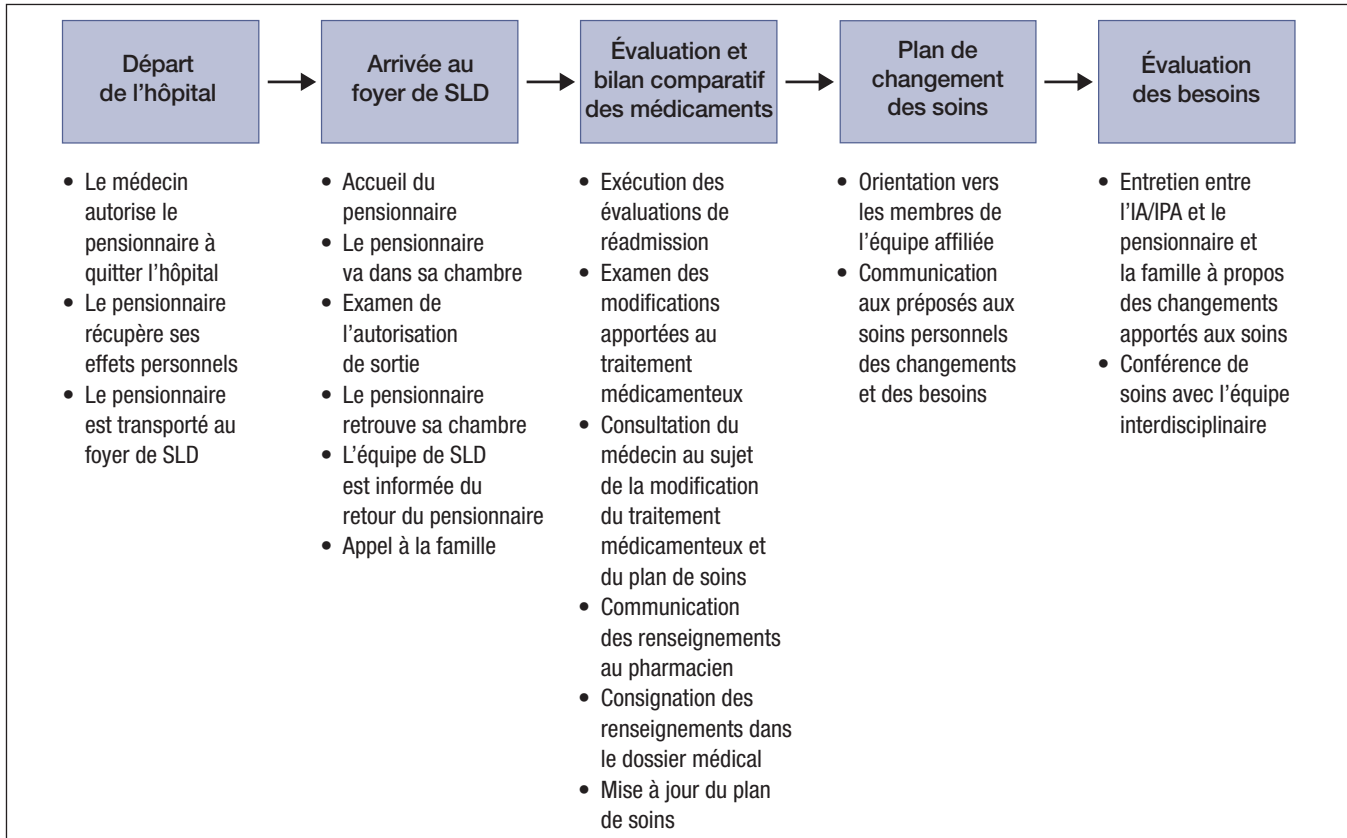 Départ
de l’hôpital
Arrivée au
foyer de SLD
Évaluation et
bilan comparatif
des médicaments
Plan de
changement
des soins
Évaluation
des besoins
• Le médecin
autorise le
pensionnaire à
quitter l’hôpital
• Le pensionnaire
récupère ses
effets personnels
• Le pensionnaire
est transporté au
foyer de SLD
• Accueil du
pensionnaire
• Le pensionnaire
va dans sa chambre
• Examen de
l’autorisation
de sortie
• Le pensionnaire
retrouve sa chambre
• L’équipe de SLD
est informée du
retour du pensionnaire
• Appel à la famille
• Exécution des
évaluations de
réadmission
• Examen des
modifications
apportées au
traitement
médicamenteux
• Consultation du
médecin au sujet
de la modification
du traitement
médicamenteux et
du plan de soins
• Communication
des renseignements
au pharmacien
• Consignation des
renseignements dans
le dossier médical
• Mise à jour du plan
de soins
• Orientation vers
les membres de
l’équipe affiliée
• Communication
aux préposés aux
soins personnels
des changements
et des besoins
• Entretien entre
l’IA/IPA et le
pensionnaire et
la famille à propos
des changements
apportés aux soins
• Conférence de
soins avec l’équipe
interdisciplinaire